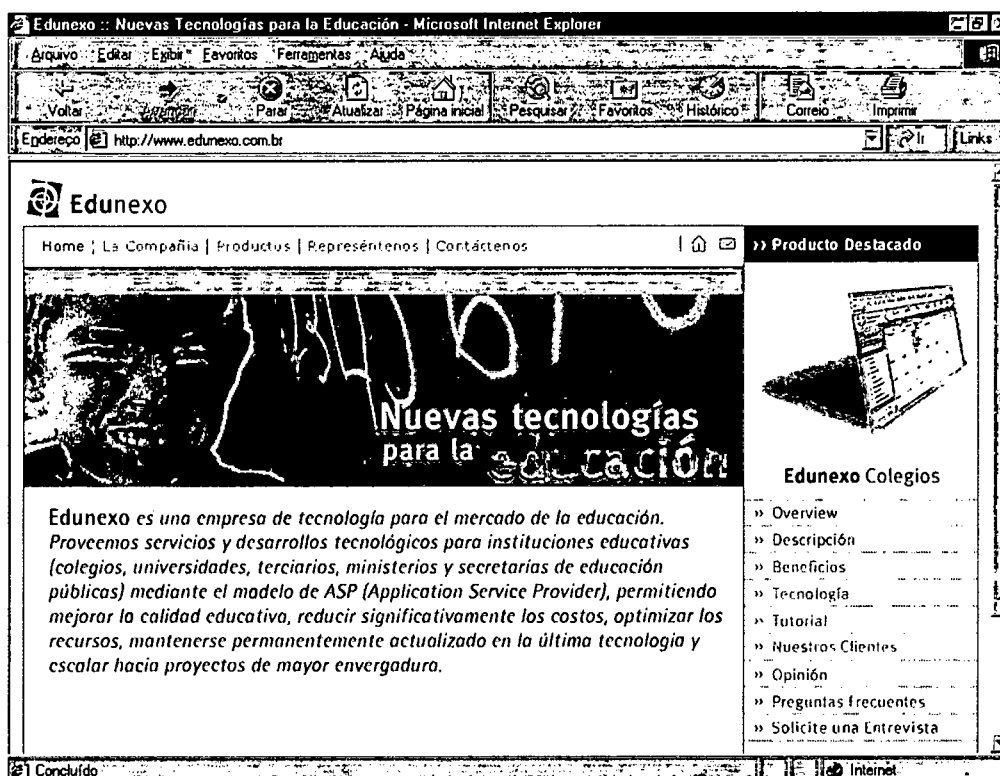 Edunexo :: Nuevas Tecnologías para la Educación - Microsoft Internet Explorer
Arquivo Editar Exibir Favoritos Ferramentas Ajuda
Voltar Avançar Parar Atualizar Página inicial Pesquisar Favoritos Histórico Correio Imprimir
Endereço http://www.edunexo.com.br Ir Links
Edunexo
Home | La Compañia | Productus | Represéntenos | Contáctenos
›› Producto Destacado
Nuevas tecnologías
para la educación
Edunexo es una empresa de tecnología para el mercado de la educación.
Proveemos servicios y desarrollos tecnológicos para instituciones educativas
(colegios, universidades, terciarios, ministerios y secretarías de educación
públicas) mediante el modelo de ASP (Application Service Provider), permitiendo
mejorar la calidad educativa, reducir significativamente los costos, optimizar los
recursos, mantenerse permanentemente actualizado en la última tecnología y
escalar hacia proyectos de mayor envergadura.
Edunexo Colegios
›› Overview
›› Descripción
›› Beneficios
›› Tecnología
›› Tutorial
›› Nuestros Clientes
›› Opinión
›› Preguntas frecuentes
›› Solicite una Entrevista
Concluído Internet